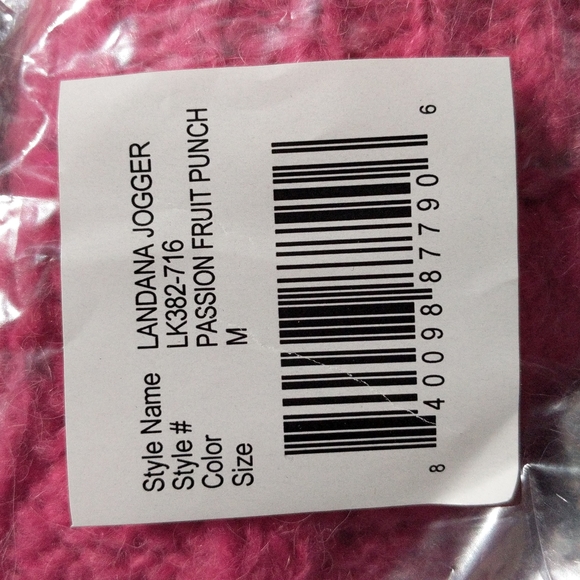 Style Name LANDANA JOGGER
Style # LK382-716
Color PASSION FRUIT PUNCH
Size M
8 40098 87790 6